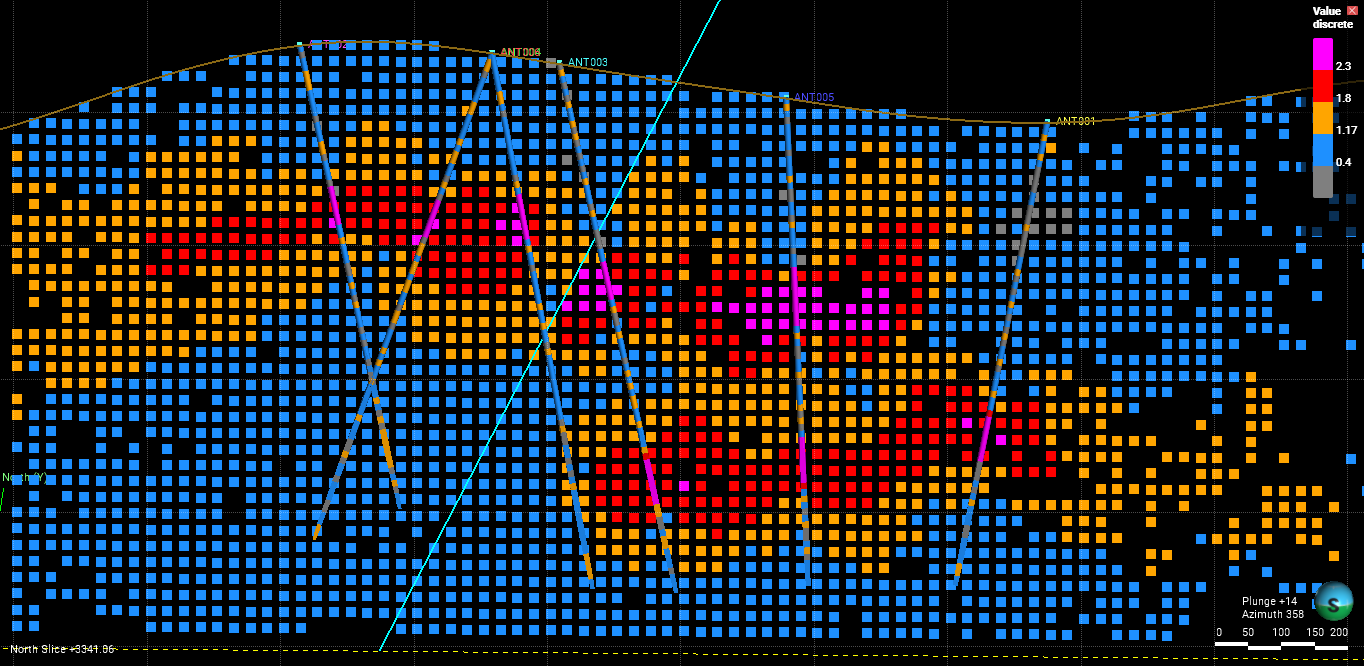 Value
discrete
2.3
1.8
1.17
0.4
ANT002
ANT003
ANT005
ANT001
North (Y)
Plunge +14
Azimuth 358
S
0 50 100 150 200
North Slice +3341.06